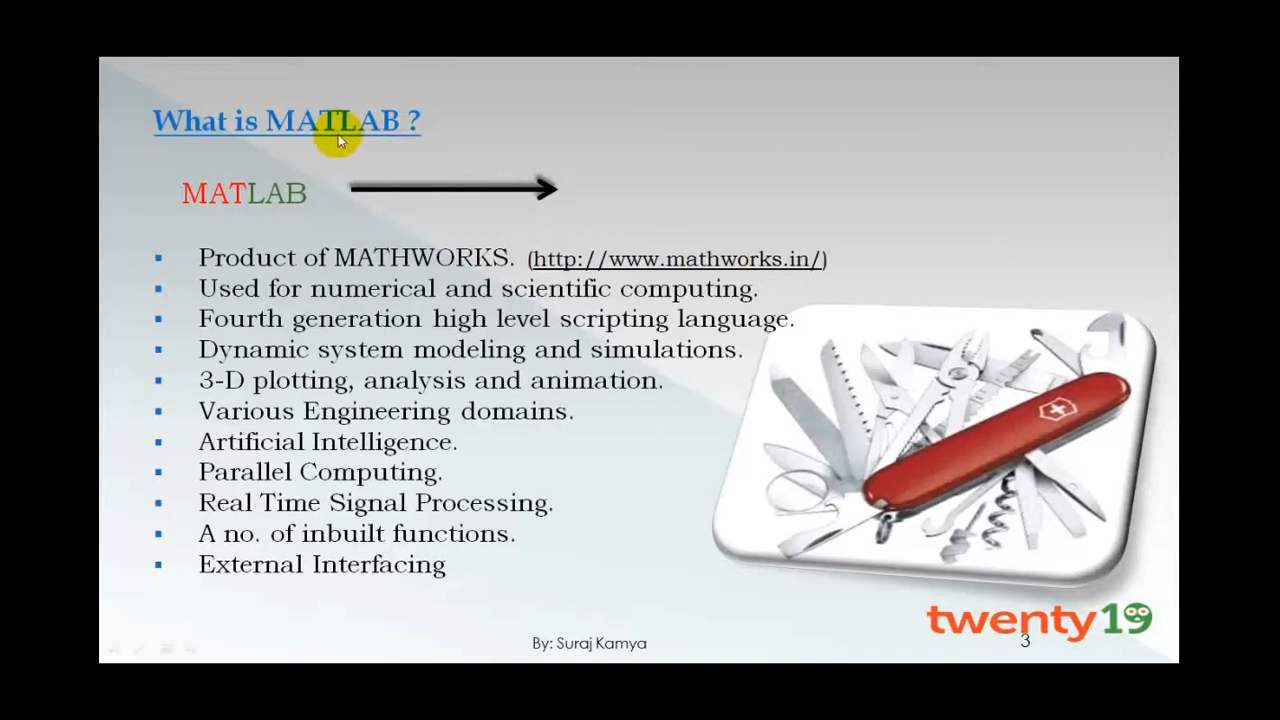 What is MATLAB ?
MATLAB
Product of MATHWORKS. (http://www.mathworks.in/)
Used for numerical and scientific computing.
Fourth generation high level scripting language.
Dynamic system modeling and simulations.
3-D plotting, analysis and animation.
Various Engineering domains.
Artificial Intelligence.
Parallel Computing.
Real Time Signal Processing.
A no. of inbuilt functions.
External Interfacing
twenty19
By: Suraj Kamya
3